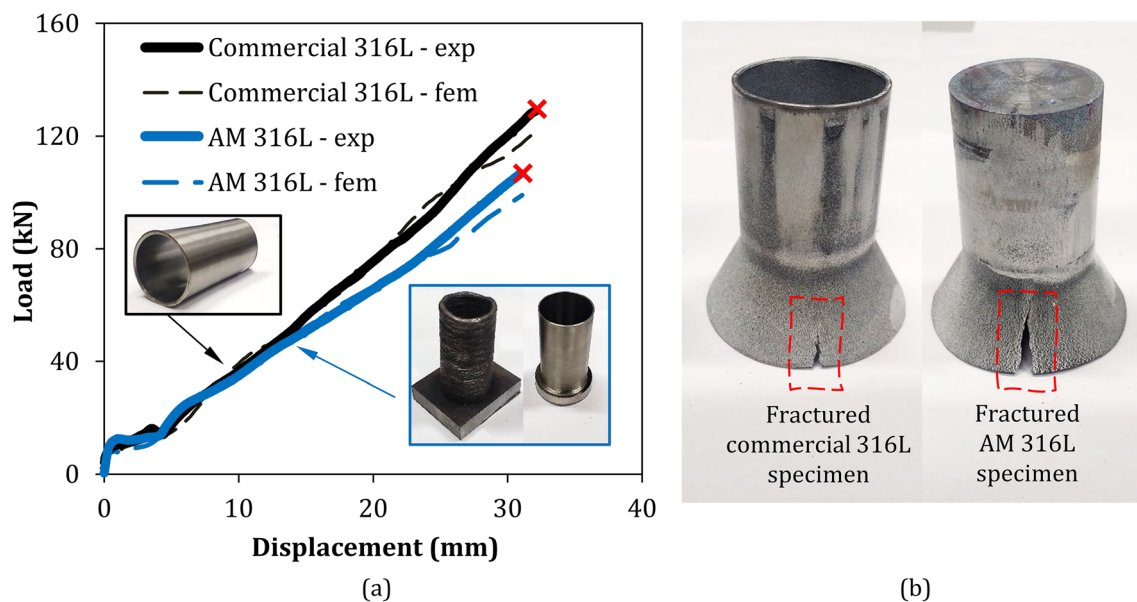 160
120
80
40
0
Load (kN)
Commercial 316L - exp
Commercial 316L - fem
AM 316L - exp
AM 316L - fem
0
10
20
30
40
Displacement (mm)
(a)
Fractured
commercial 316L
specimen
Fractured
AM 316L
specimen
(b)